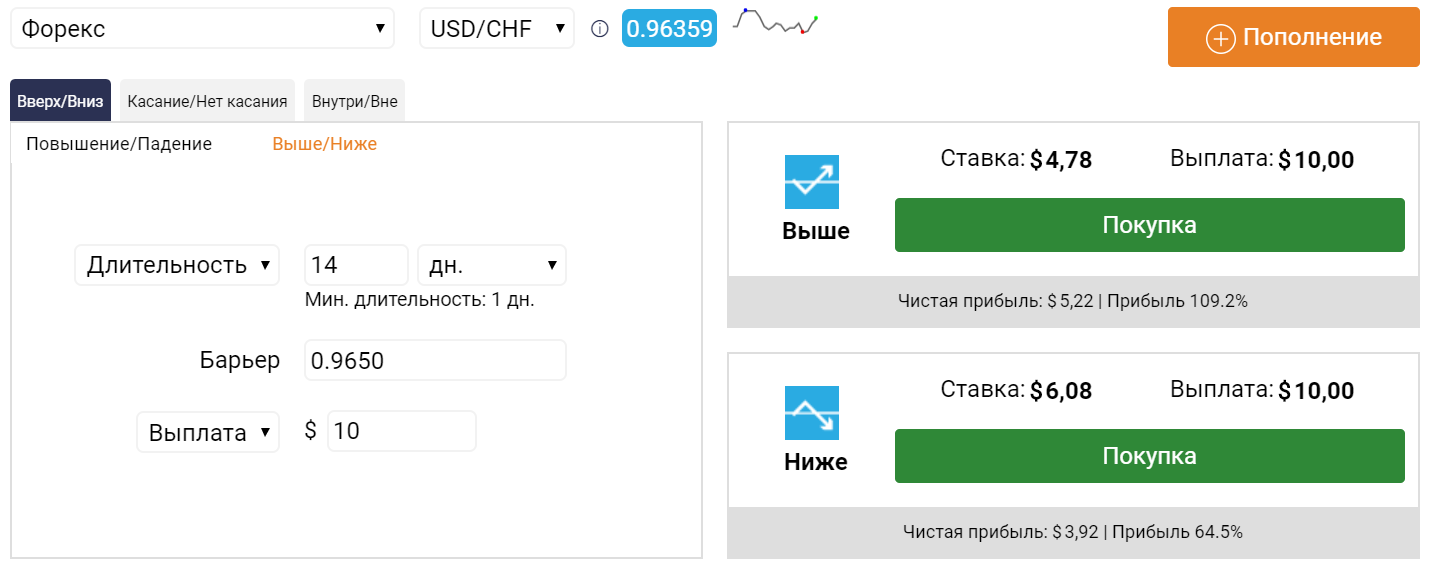 Форекс
USD/CHF
0.96359
Пополнение
Вверх/Вниз
Касание/Нет касания
Внутри/Вне
Повышение/Падение
Выше/Ниже
Длительность
14
дн.
Мин. длительность: 1 дн.
Барьер
0.9650
Выплата
$
10
Ставка: $ 4,78
Выплата: $ 10,00
Выше
Покупка
Чистая прибыль: $ 5,22 | Прибыль 109.2%
Ставка: $ 6,08
Выплата: $ 10,00
Ниже
Покупка
Чистая прибыль: $ 3,92 | Прибыль 64.5%